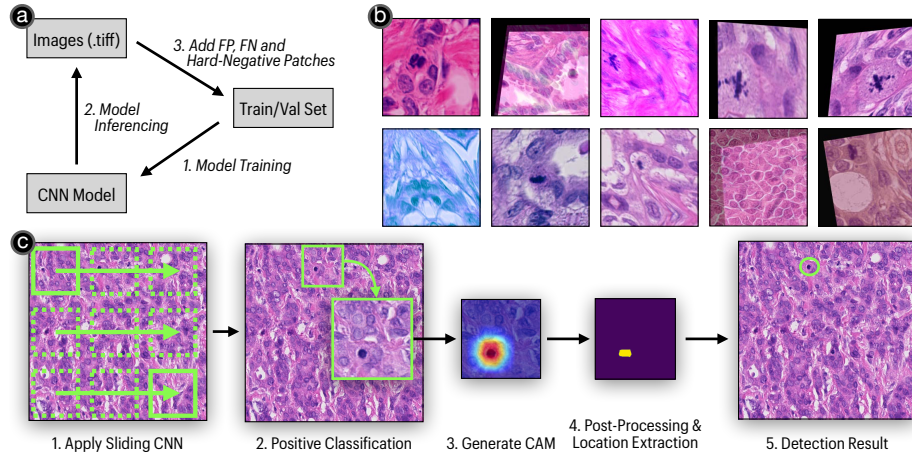 a
Images (.tiff)
3. Add FP, FN and
Hard-Negative Patches
2. Model
Inferencing
Train/Val Set
1. Model Training
CNN Model
b
c
1. Apply Sliding CNN
2. Positive Classification
3. Generate CAM
4. Post-Processing &
Location Extraction
5. Detection Result